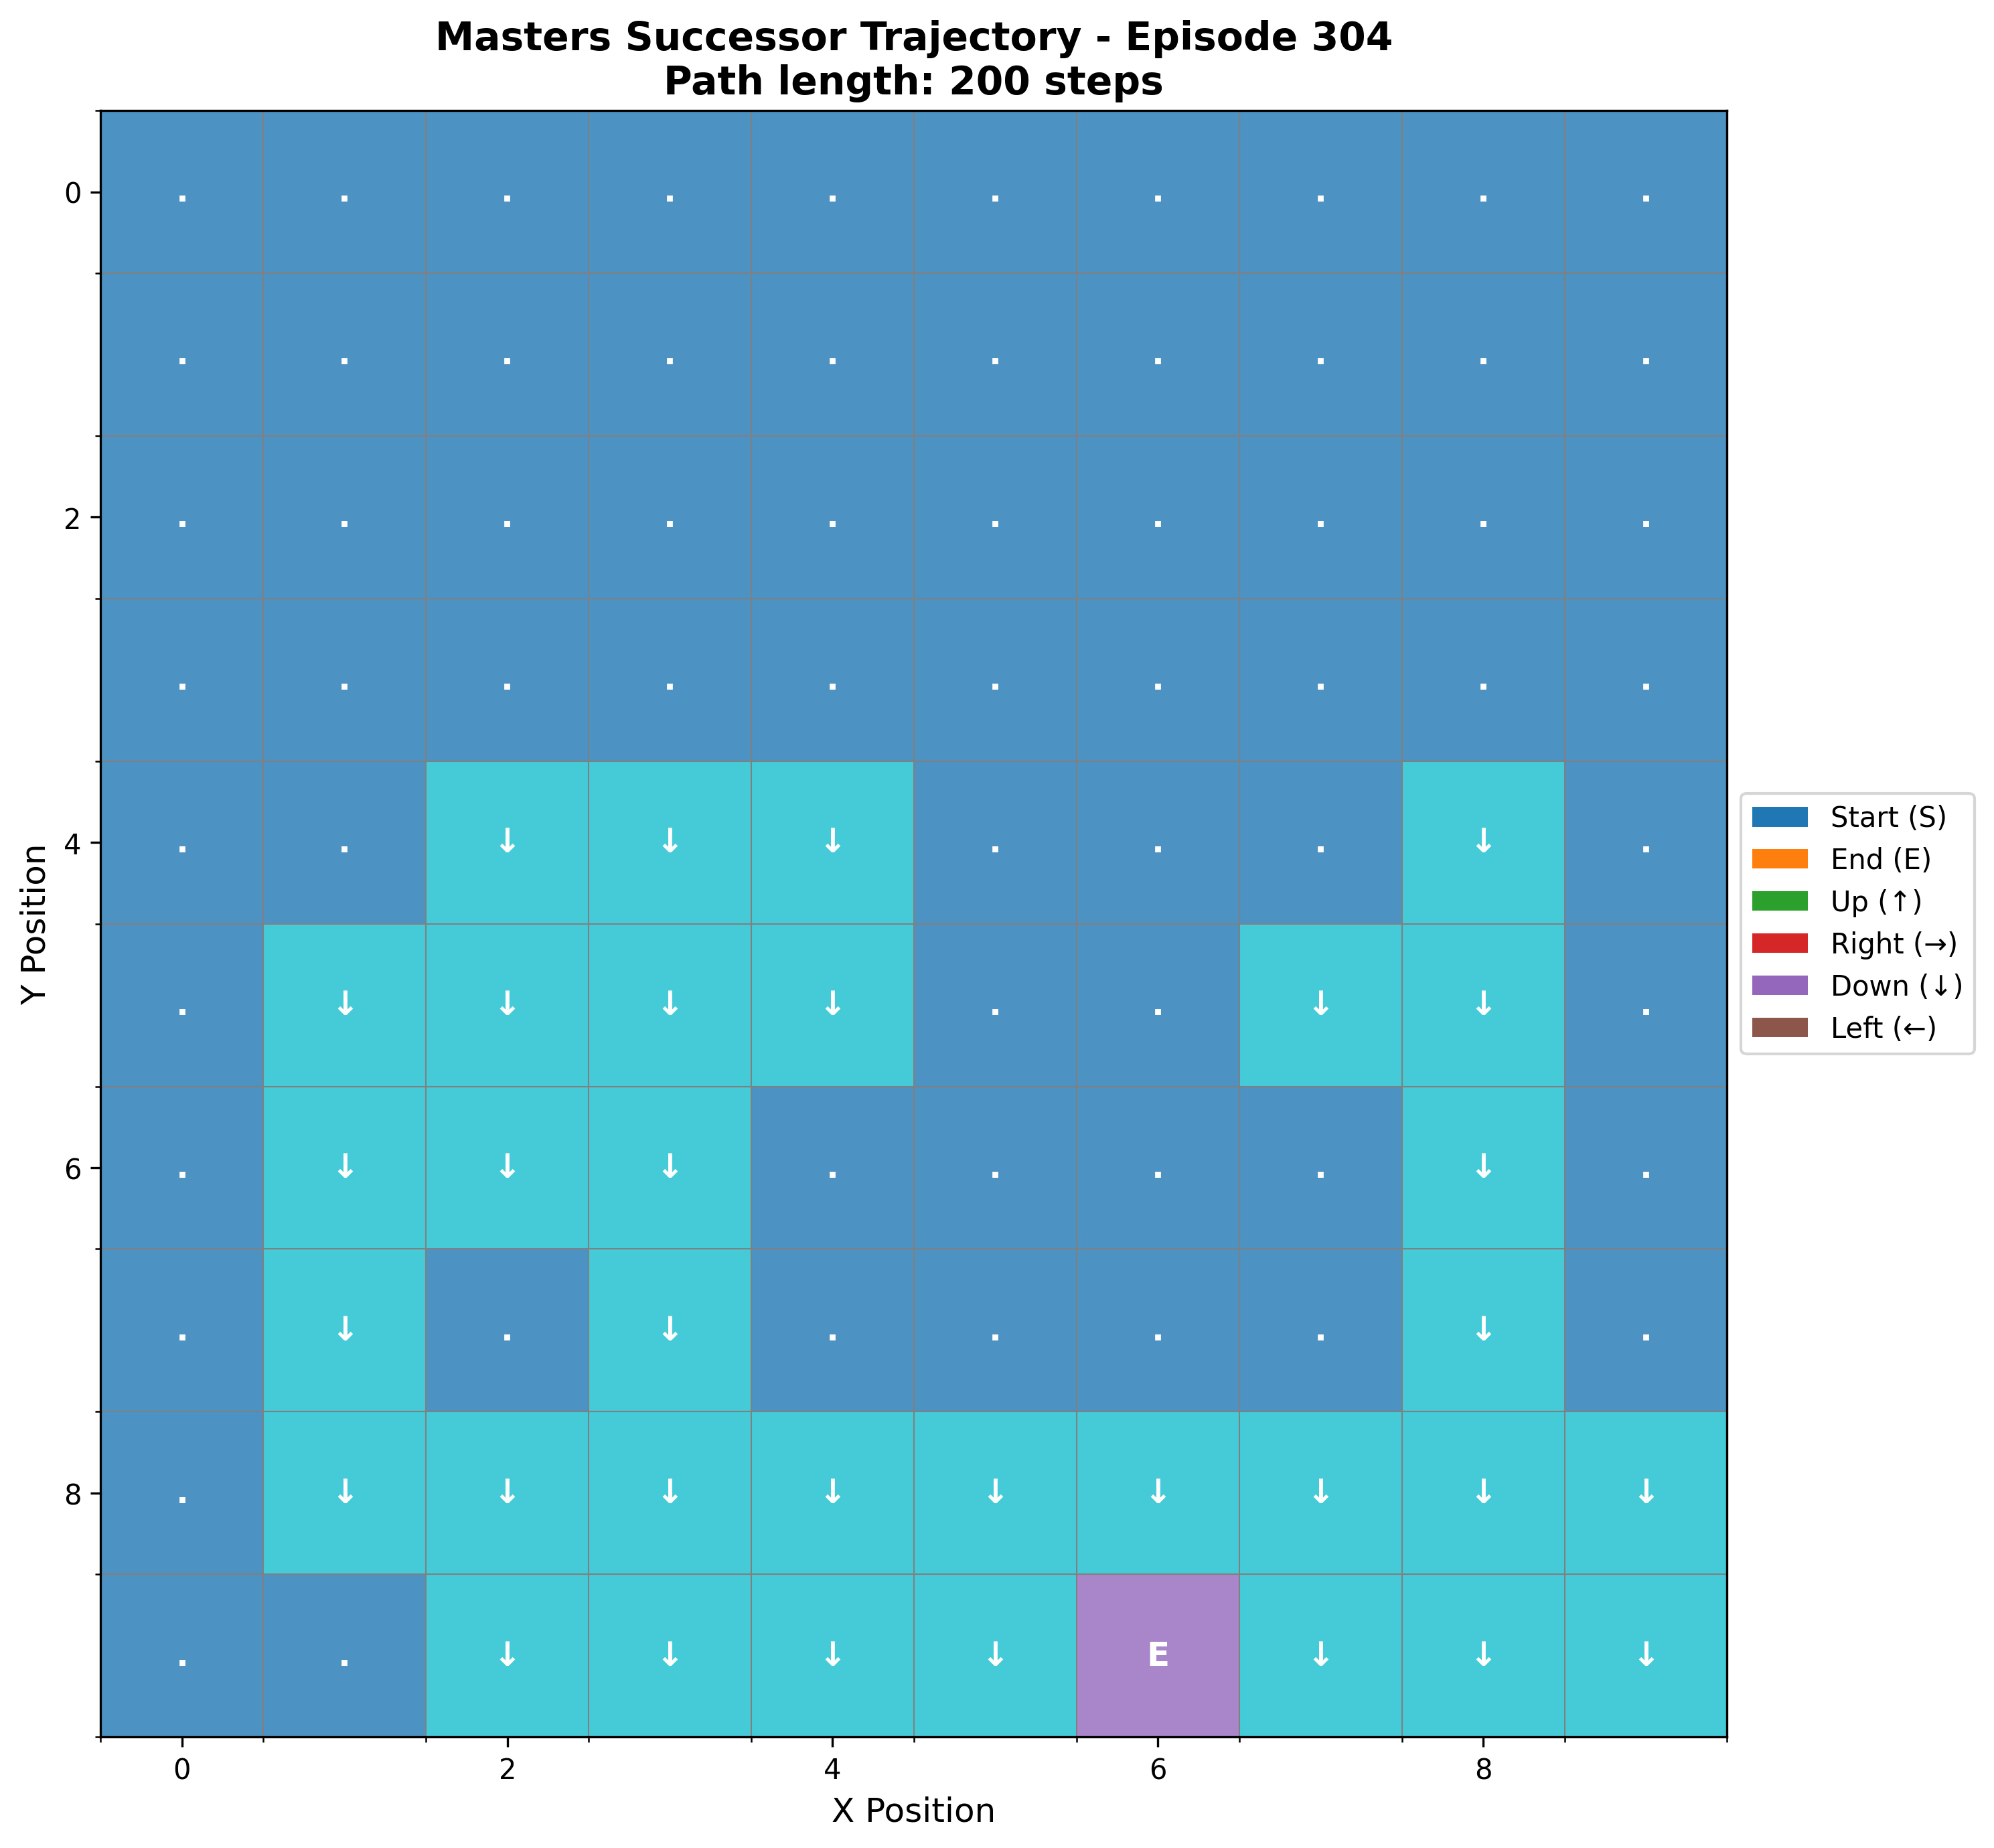 Masters Successor Trajectory - Episode 304
Path length: 200 steps
0 . . . . . . . . . .
. . . . . . . . . .
2 . . . . . . . . . .
. . . . . . . . . .
4 . . ↓ ↓ ↓ . . . ↓ .
. ↓ ↓ ↓ ↓ . . ↓ ↓ .
6 . ↓ ↓ ↓ . . . . ↓ .
. ↓ . ↓ . . . . ↓ .
8 . ↓ ↓ ↓ ↓ ↓ ↓ ↓ ↓ ↓
. . ↓ ↓ ↓ ↓ E ↓ ↓ ↓
0 2 4 6 8
X Position
Y Position
Start (S)
End (E)
Up (↑)
Right (→)
Down (↓)
Left (←)